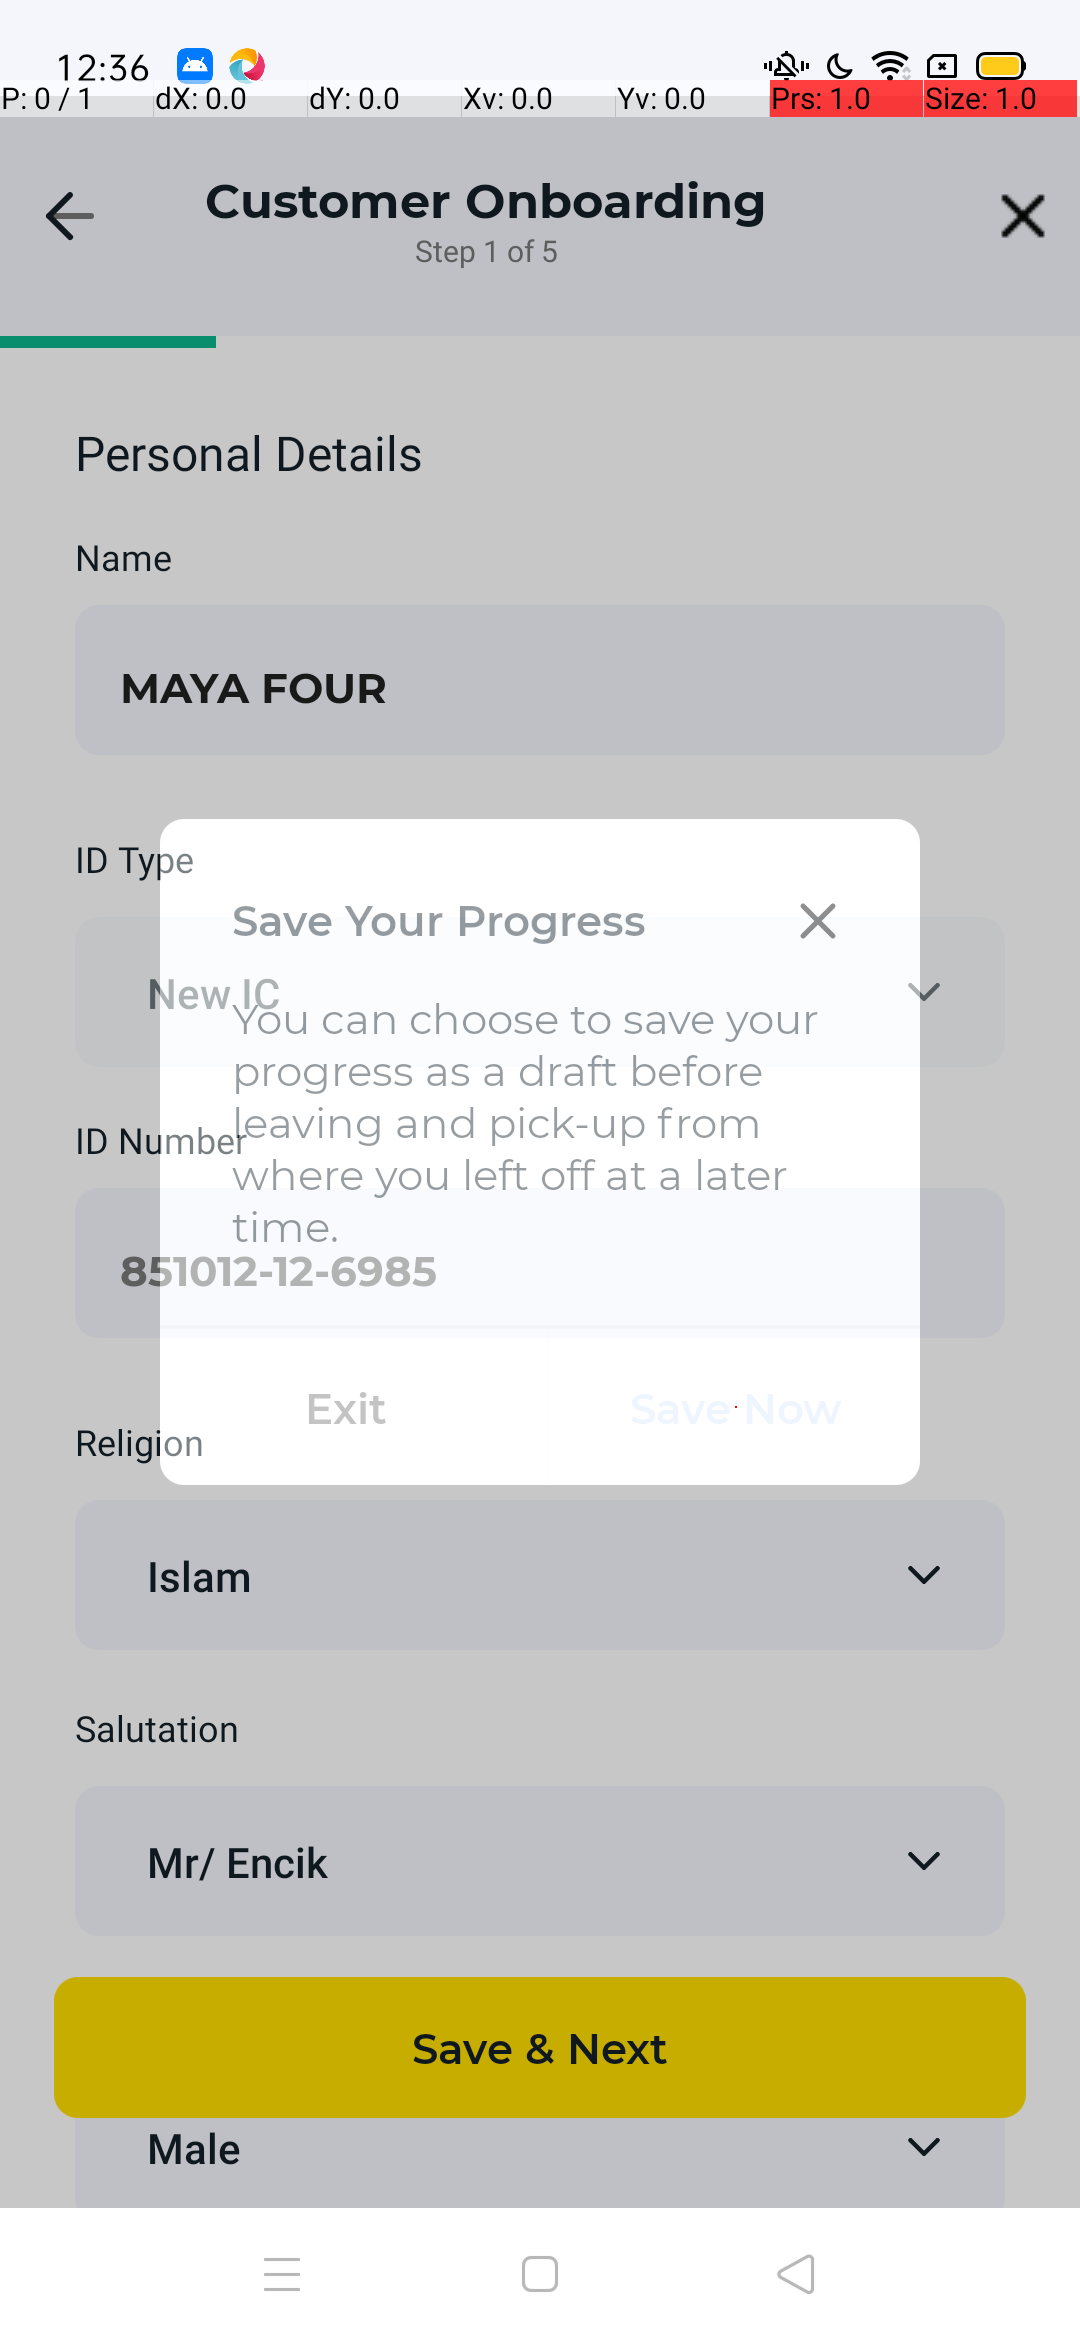 12:36
P: 0 / 1 dX: 0.0 dY: 0.0 Xv: 0.0 Yv: 0.0 Prs: 1.0 Size: 1.0
Customer Onboarding
Step 1 of 5
Personal Details
Name
MAYA FOUR
ID Type
New IC
Save Your Progress
You can choose to save your
progress as a draft before
leaving and pick-up from
where you left off at a later
time.
ID Number
851012-12-6985
Exit Save Now
Religion
Islam
Salutation
Mr/ Encik
Save & Next
Male